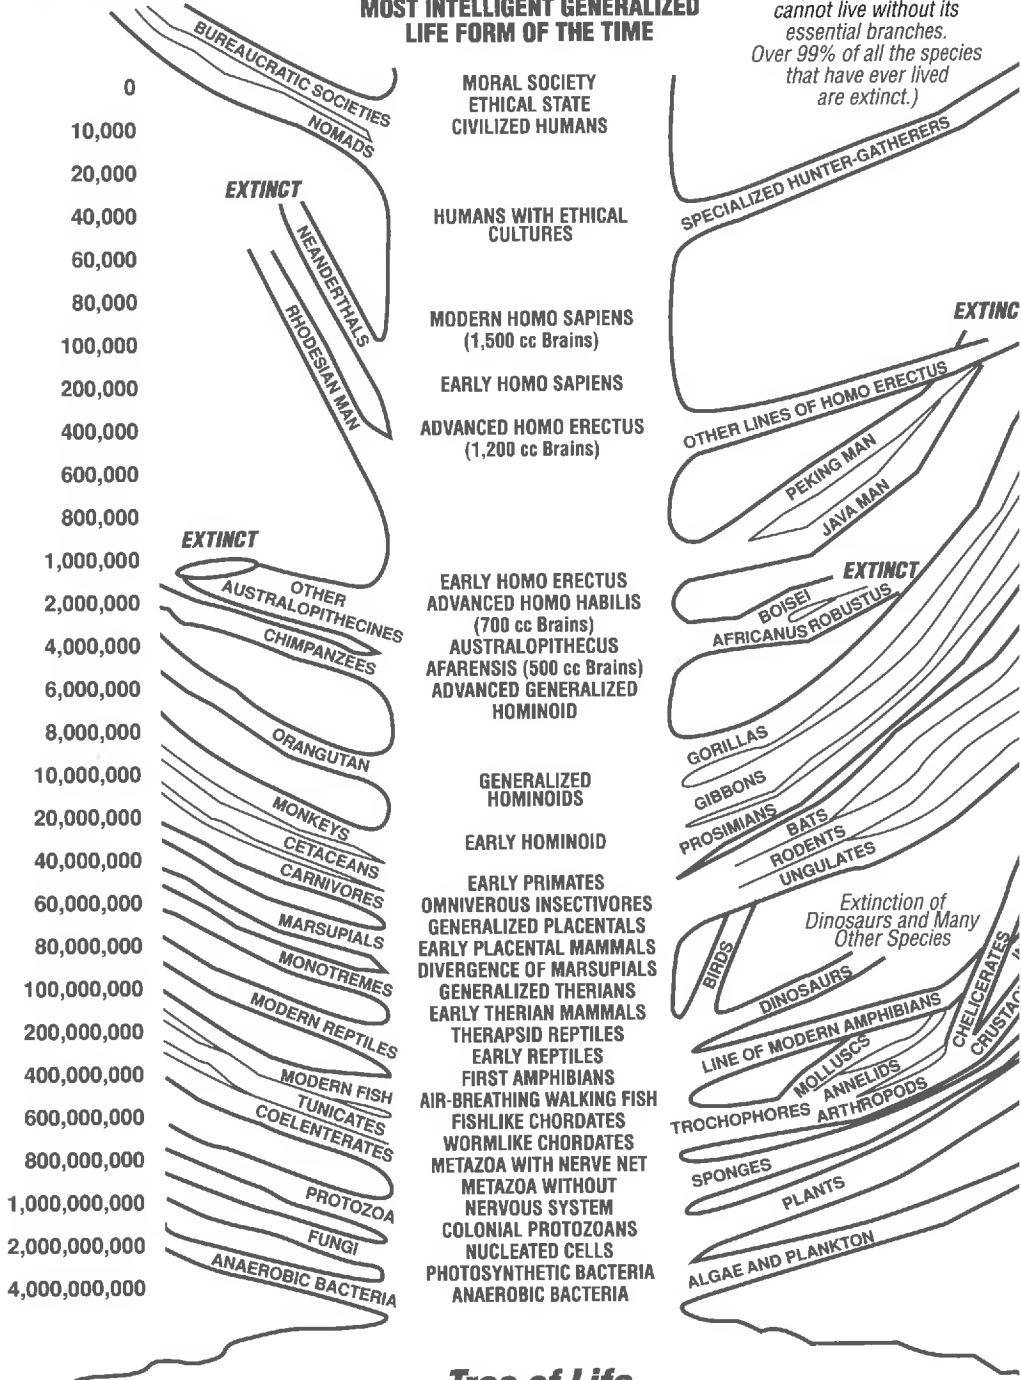 MOST INTELLIGENT GENERALIZED
LIFE FORM OF THE TIME
cannot live without its
essential branches.
Over 99% of all the species
that have ever lived
are extinct.)
0
10,000
20,000
40,000
60,000
80,000
100,000
200,000
400,000
600,000
800,000
1,000,000
2,000,000
4,000,000
6,000,000
8,000,000
10,000,000
20,000,000
40,000,000
60,000,000
80,000,000
100,000,000
200,000,000
400,000,000
600,000,000
800,000,000
1,000,000,000
2,000,000,000
4,000,000,000
BUREAUCRATIC SOCIETIES
NOMADS
EXTINCT
NEANDERTHALS
RHODESIAN MAN
EXTINCT
OTHER
AUSTRALOPITHECINES
CHIMPANZEES
ORANGUTAN
MONKEYS
CETACEANS
CARNIVORES
MARSUPIALS
MONOTREMES
MODERN REPTILES
MODERN FISH
TUNICATES
COELENTERATES
PROTOZOA
FUNGI
ANAEROBIC BACTERIA
MORAL SOCIETY
ETHICAL STATE
CIVILIZED HUMANS
HUMANS WITH ETHICAL
CULTURES
MODERN HOMO SAPIENS
(1,500 cc Brains)
EARLY HOMO SAPIENS
ADVANCED HOMO ERECTUS
(1,200 cc Brains)
EARLY HOMO ERECTUS
ADVANCED HOMO HABILIS
(700 cc Brains)
AUSTRALOPITHECUS
AFARENSIS (500 cc Brains)
ADVANCED GENERALIZED
HOMINOID
GENERALIZED
HOMINOIDS
EARLY HOMINOID
EARLY PRIMATES
OMNIVEROUS INSECTIVORES
GENERALIZED PLACENTALS
EARLY PLACENTAL MAMMALS
DIVERGENCE OF MARSUPIALS
GENERALIZED THERIANS
EARLY THERIAN MAMMALS
THERAPSID REPTILES
EARLY REPTILES
FIRST AMPHIBIANS
AIR-BREATHING WALKING FISH
FISHLIKE CHORDATES
WORMLIKE CHORDATES
METAZOA WITH NERVE NET
METAZOA WITHOUT
NERVOUS SYSTEM
COLONIAL PROTOZOANS
NUCLEATED CELLS
PHOTOSYNTHETIC BACTERIA
ANAEROBIC BACTERIA
SPECIALIZED HUNTER-GATHERERS
EXTINC
OTHER LINES OF HOMO ERECTUS
PEKING MAN
JAVA MAN
EXTINCT
BOISEI
ROBUSTUS
AFRICANUS
GORILLAS
GIBBONS
PROSIMIANS
BATS
RODENTS
UNGULATES
Extinction of
Dinosaurs and Many
Other Species
BIRDS
DINOSAURS
LINE OF MODERN AMPHIBIANS
CHELICERATES
CRUSTAC
MOLLUSCS
ANNELIDS
TROCHOPHORES
ARTHROPODS
SPONGES
PLANTS
ALGAE AND PLANKTON
Tree of Life